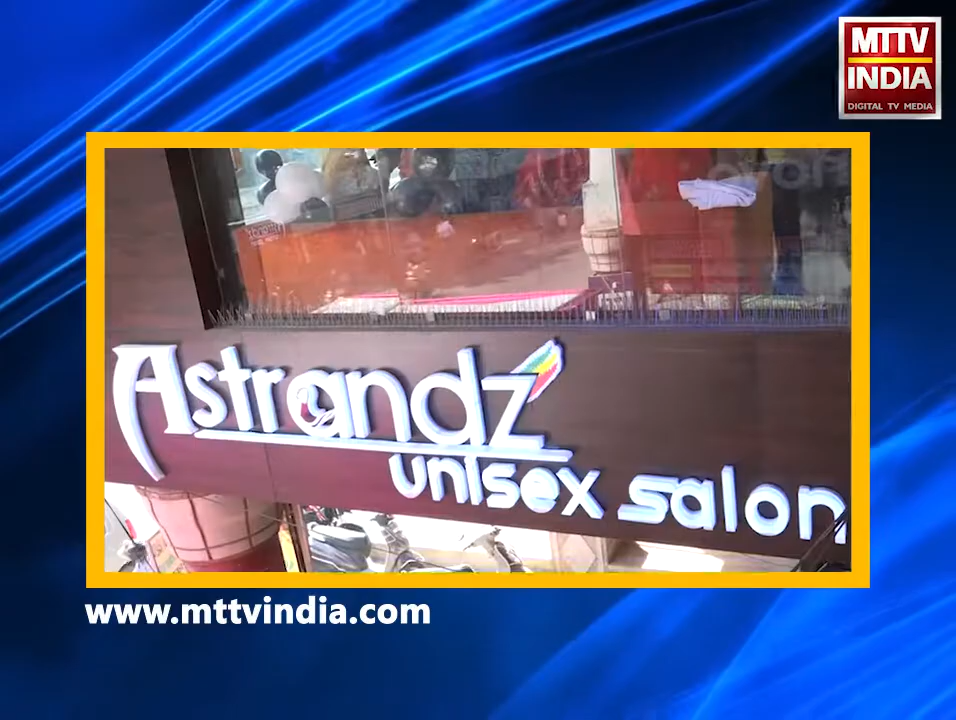 MTTV
INDIA
DIGITAL TV MEDIA
Astrandz
unisex salon
www.mttvindia.com